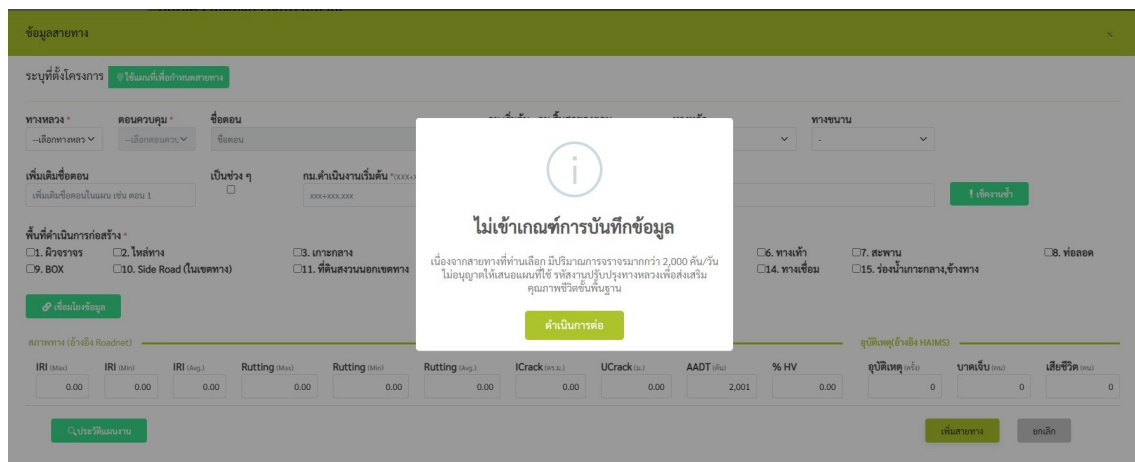 ข้อมูลสายทาง ×
ระบุที่ตั้งโครงการ ใช้แผนที่เพื่อกำหนดสายทาง
ทางหลวง * ตอนควบคุม * ชื่อตอน ทางขนาน
--เลือกทางหลว --เลือกตอนควบ ชื่อตอน -
เพิ่มเติมชื่อตอน เป็นช่วง ๆ กม.ดำเนินงานเริ่มต้น *
เพิ่มเติมชื่อตอนในแผน เช่น ตอน 1 xxx+xxx.xxx เช็คงานซ้ำ
พื้นที่ดำเนินการก่อสร้าง *
1. ผิวจราจร 2. ไหล่ทาง 3. เกาะกลาง 6. ทางเท้า 7. สะพาน 8. ท่อลอด
9. BOX 10. Side Road (ในเขตทาง) 11. ที่ดินสงวนนอกเขตทาง 14. ทางเชื่อม 15. ร่องน้ำเกาะกลาง,ข้างทาง
เชื่อมโยงข้อมูล
i
ไม่เข้าเกณฑ์การบันทึกข้อมูล
เนื่องจากสายทางที่ท่านเลือก มีปริมาณการจราจรมากกว่า 2,000 คัน/วัน
ไม่อนุญาตให้เสนอแผนที่ใช้ รหัสงานปรับปรุงทางหลวงเพื่อส่งเสริม
คุณภาพชีวิตขั้นพื้นฐาน
ดำเนินการต่อ
สภาพทาง (อ้างอิง Roadnet) อุบัติเหตุ(อ้างอิง HAIMS)
IRI (Max) IRI (Min) IRI (Avg.) Rutting (Max) Rutting (Min) Rutting (Avg.) ICrack (ตร.ม.) UCrack (ม.) AADT (คัน) % HV อุบัติเหตุ (ครั้ง) บาดเจ็บ (คน) เสียชีวิต (คน)
0.00 0.00 0.00 0.00 0.00 0.00 0.00 0.00 2,001 0.00 0 0 0
ประวัติแผนงาน เพิ่มสายทาง ยกเลิก